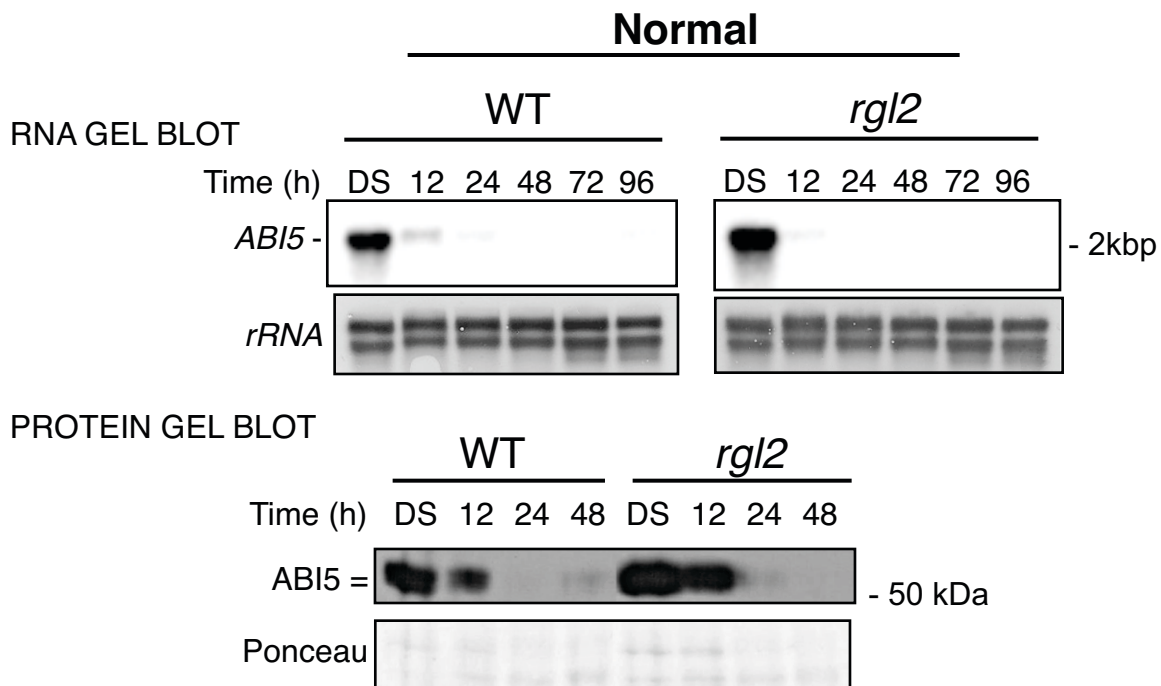 Normal
WT rgl2
RNA GEL BLOT
Time (h) DS 12 24 48 72 96 DS 12 24 48 72 96
ABI5 - - 2kbp
rRNA
PROTEIN GEL BLOT
WT rgl2
Time (h) DS 12 24 48 DS 12 24 48
ABI5 = - 50 kDa
Ponceau